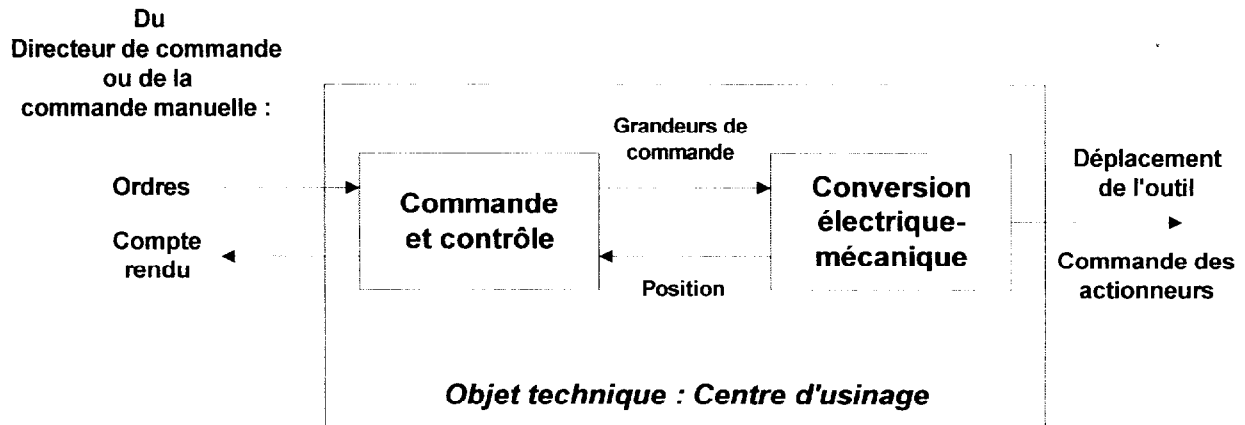 Du
Directeur de commande
ou de la
commande manuelle :
Grandeurs de
commande
Ordres
Commande
et contrôle
Conversion
électrique-
mécanique
Déplacement
de l'outil
Compte
rendu
Position
Commande des
actionneurs
Objet technique : Centre d'usinage